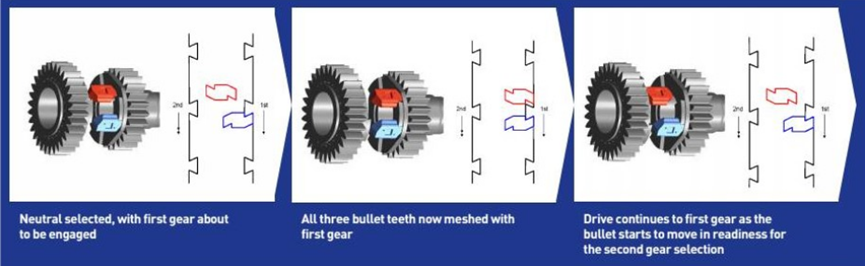 2nd
1st
2nd
1st
2nd
1st
Neutral selected, with first gear about
to be engaged
All three bullet teeth now meshed with
first gear
Drive continues to first gear as the
bullet starts to move in readiness for
the second gear selection